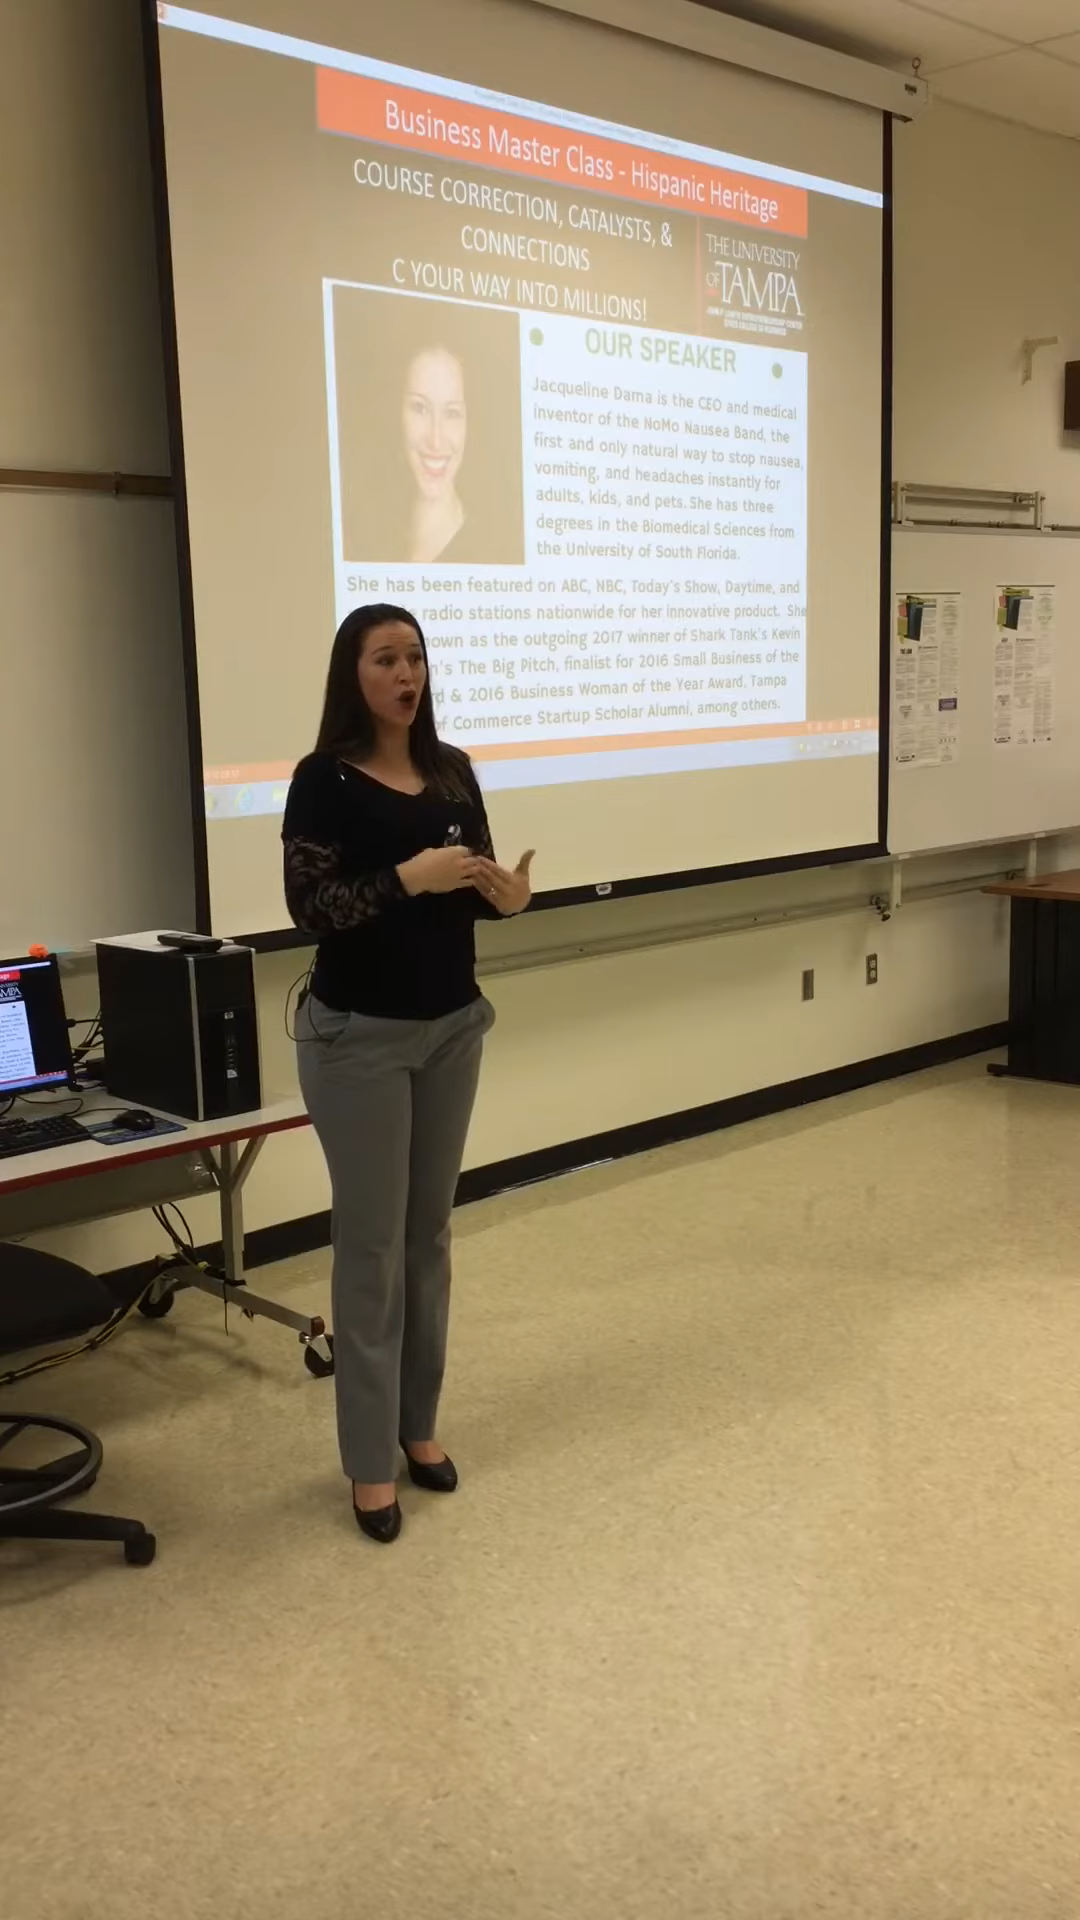 Business Master Class - Hispanic Heritage
COURSE CORRECTION, CATALYSTS, &
CONNECTIONS
C YOUR WAY INTO MILLIONS!
THE UNIVERSITY
OF TAMPA
OUR SPEAKER
Jacqueline Darna is the CEO and medical
inventor of the NoMo Nausea Band, the
first and only natural way to stop nausea,
vomiting, and headaches instantly for
adults, kids, and pets. She has three
degrees in the Biomedical Sciences from
the University of South Florida.
She has been featured on ABC, NBC, Today's Show, Daytime, and
radio stations nationwide for her innovative product. She
own as the outgoing 2017 winner of Shark Tank's Kevin
n's The Big Pitch, finalist for 2016 Small Business of the
rd & 2016 Business Woman of the Year Award, Tampa
of Commerce Startup Scholar Alumni, among others.